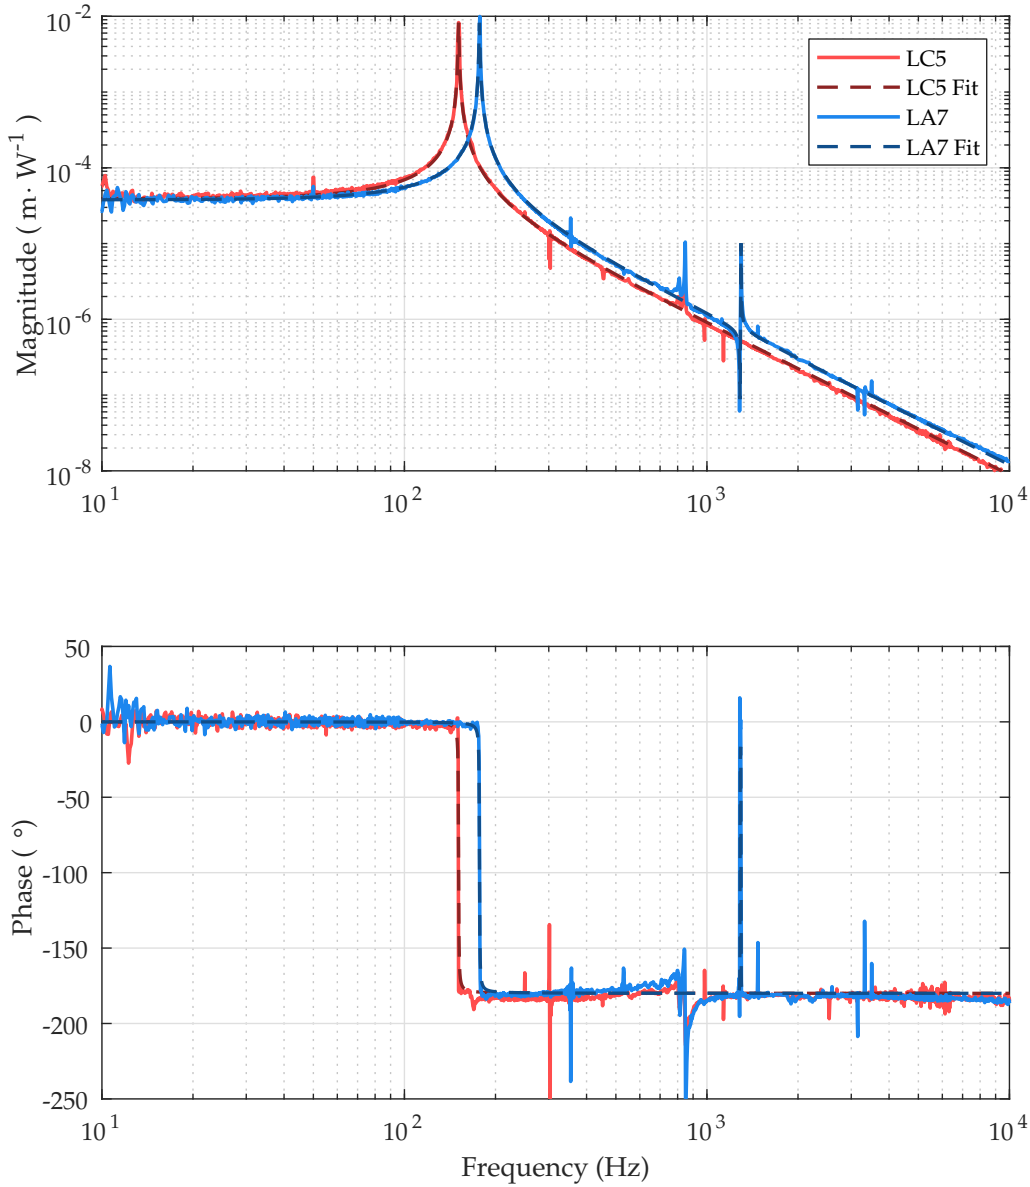 10^-2
10^-4
10^-6
10^-8
Magnitude ( m · W^-1 )
LC5
LC5 Fit
LA7
LA7 Fit
10^1
10^2
10^3
10^4
50
0
-50
-100
-150
-200
-250
Phase ( °)
10^1
10^2
10^3
10^4
Frequency (Hz)